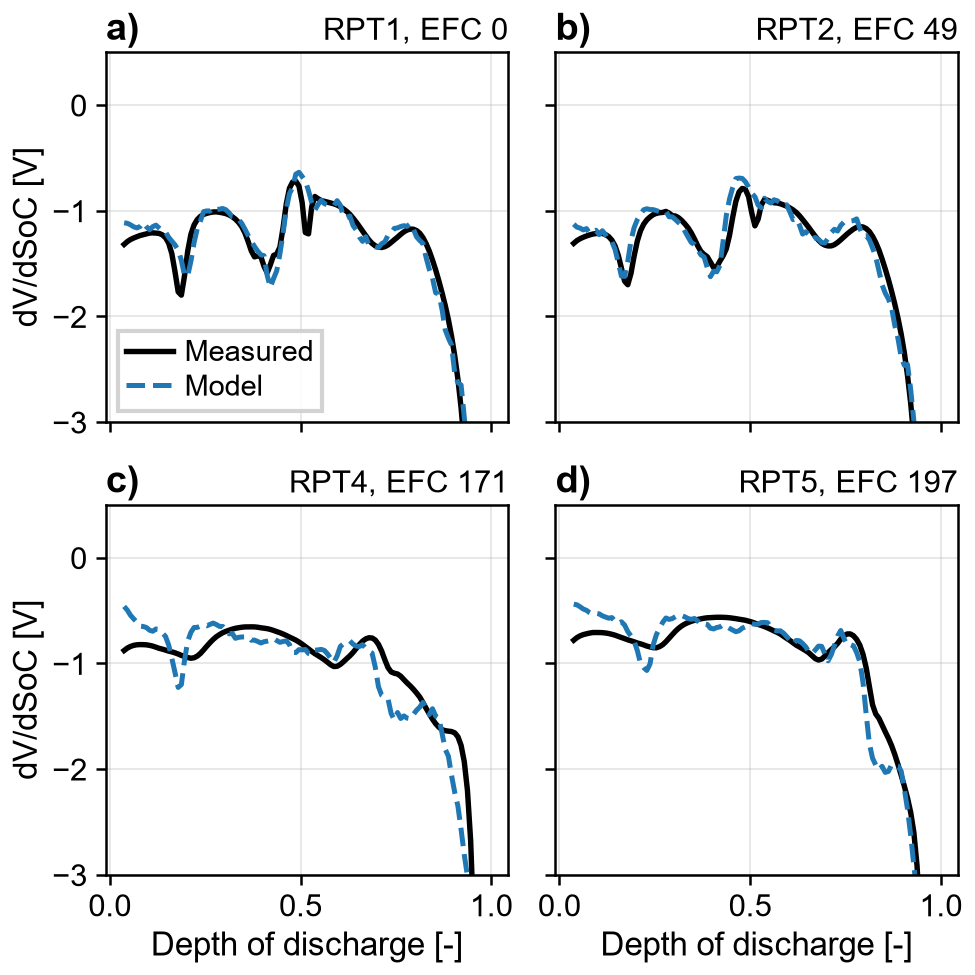 a) RPT1, EFC 0
b) RPT2, EFC 49
0
−1
−2
−3
dV/dSoC [V]
Measured
Model
c) RPT4, EFC 171
d) RPT5, EFC 197
0
−1
−2
−3
dV/dSoC [V]
0.0 0.5 1.0
0.0 0.5 1.0
Depth of discharge [-]
Depth of discharge [-]